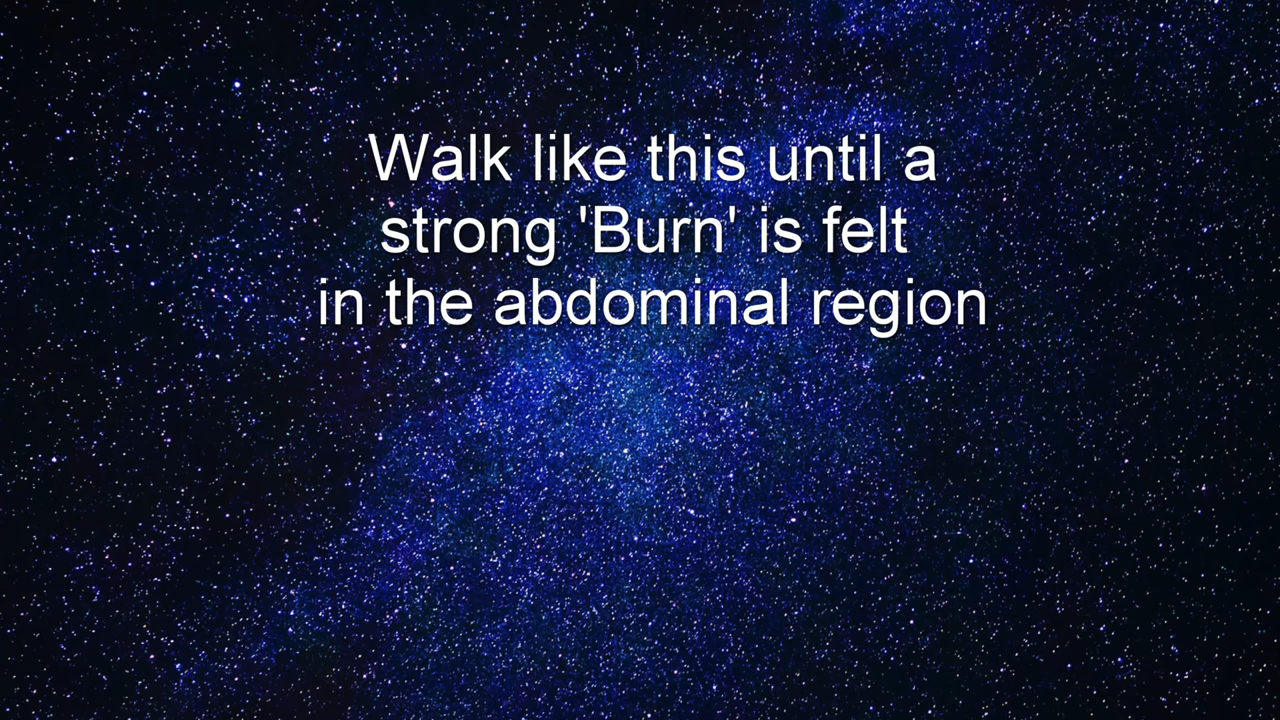 Walk like this until a
strong 'Burn' is felt
in the abdominal region